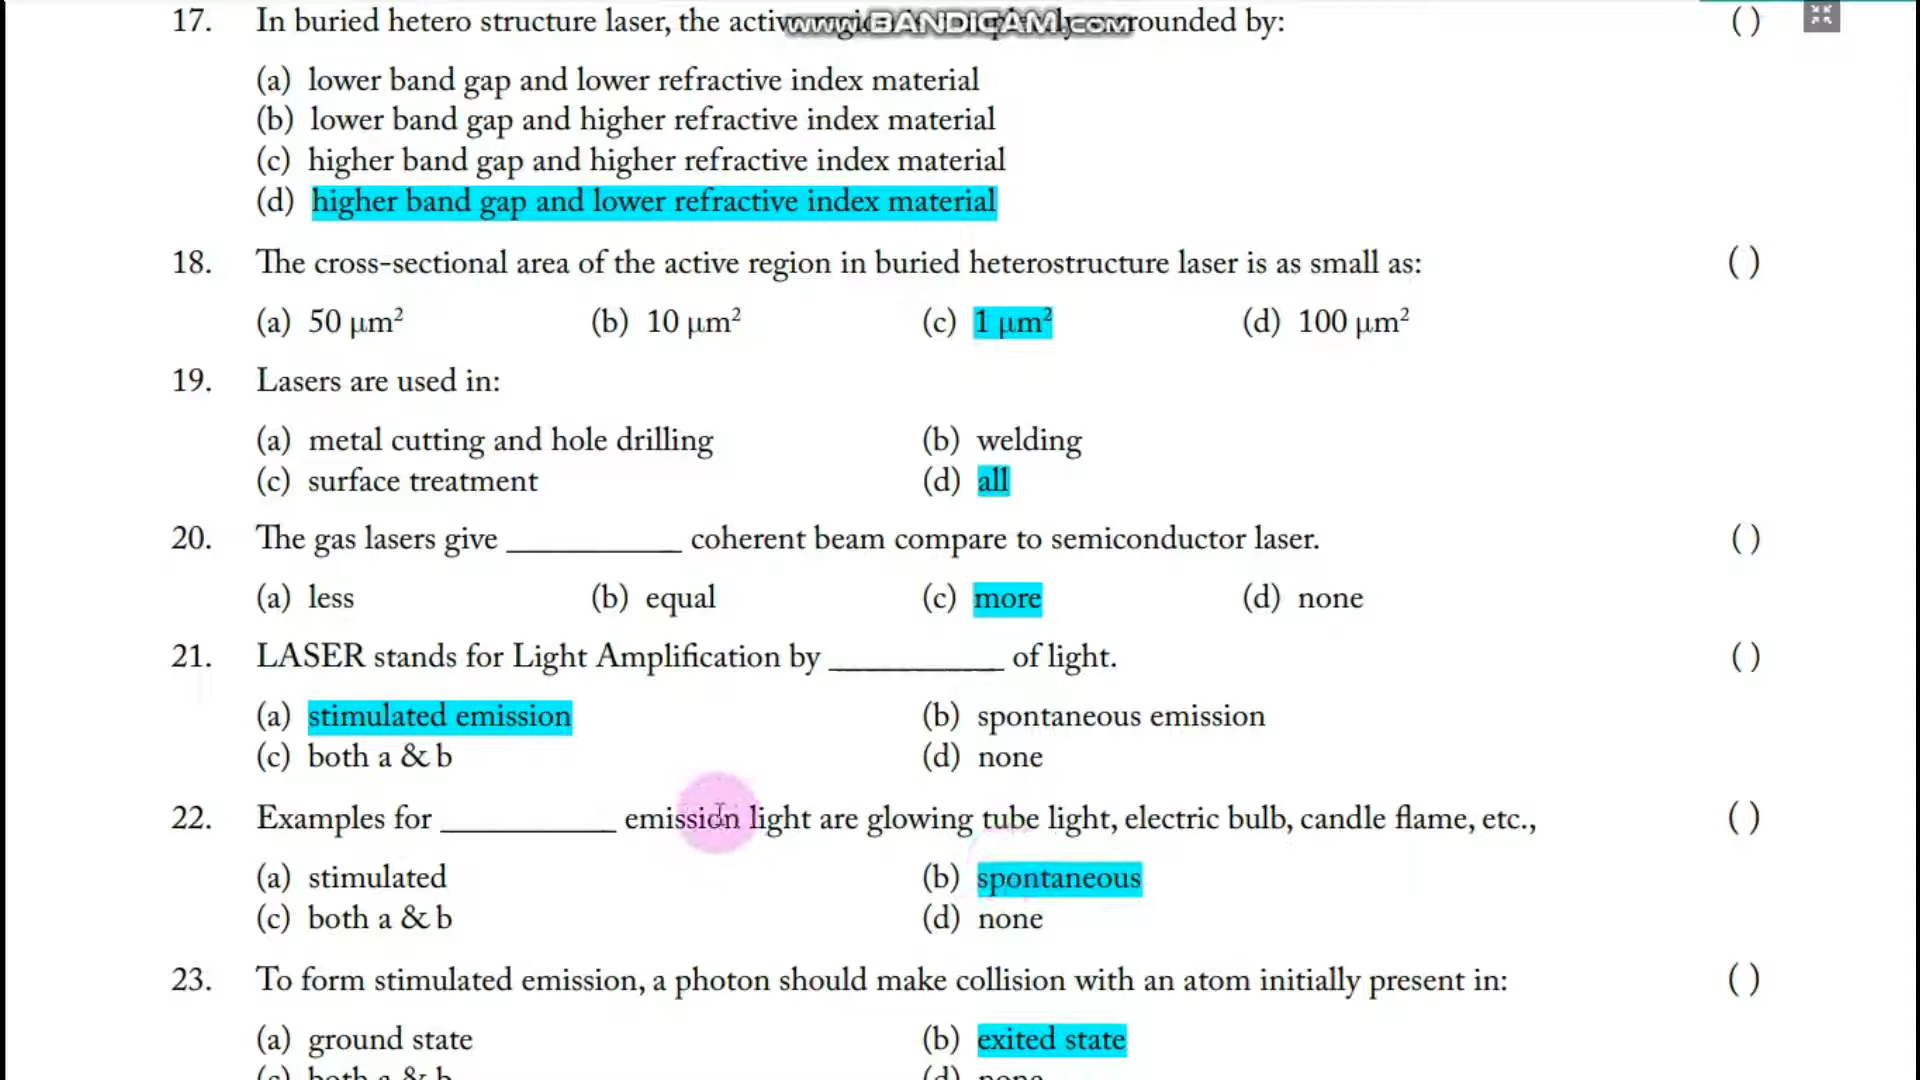 17. In buried hetero structure laser, the active surrounded by: ( )
www.BANDICAM.com
(a) lower band gap and lower refractive index material
(b) lower band gap and higher refractive index material
(c) higher band gap and higher refractive index material
(d) higher band gap and lower refractive index material
18. The cross-sectional area of the active region in buried heterostructure laser is as small as: ( )
(a) 50 μm² (b) 10 μm² (c) 1 μm² (d) 100 μm²
19. Lasers are used in:
(a) metal cutting and hole drilling (b) welding
(c) surface treatment (d) all
20. The gas lasers give __________ coherent beam compare to semiconductor laser. ( )
(a) less (b) equal (c) more (d) none
21. LASER stands for Light Amplification by __________ of light. ( )
(a) stimulated emission (b) spontaneous emission
(c) both a & b (d) none
22. Examples for __________ emission light are glowing tube light, electric bulb, candle flame, etc., ( )
(a) stimulated (b) spontaneous
(c) both a & b (d) none
23. To form stimulated emission, a photon should make collision with an atom initially present in: ( )
(a) ground state (b) exited state
(c) both a & b (d) none